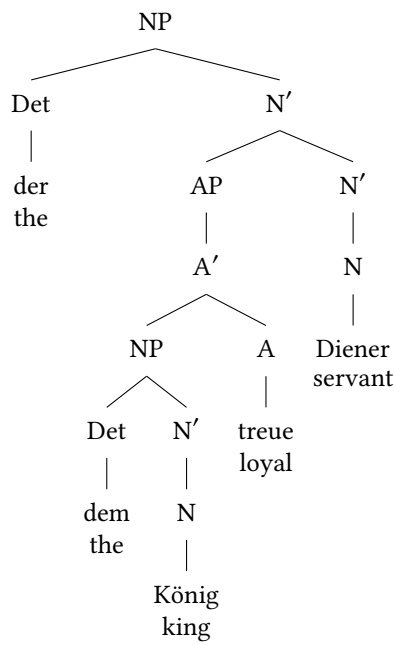 NP
Det N′
der
the
AP N′
A′ N
NP A Diener
servant
Det N′ treue
loyal
dem
the
N
König
king